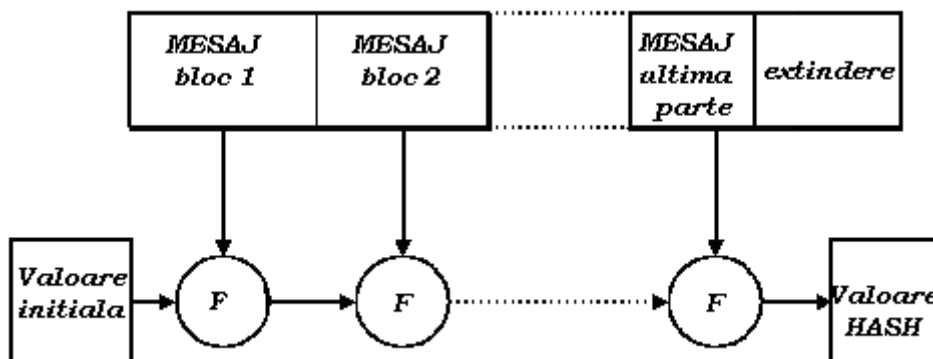 MESAJ
bloc 1
MESAJ
bloc 2
MESAJ
ultima
parte
extindere
Valoare
initiala
F
F
F
Valoare
HASH